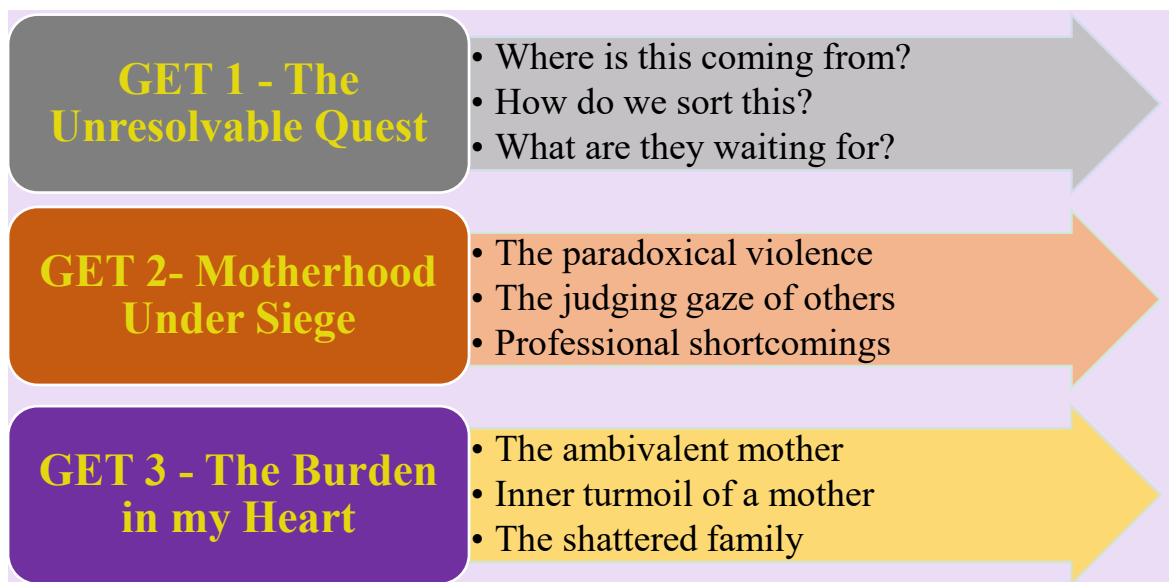 GET 1 - The
Unresolvable Quest
• Where is this coming from?
• How do we sort this?
• What are they waiting for?
GET 2- Motherhood
Under Siege
• The paradoxical violence
• The judging gaze of others
• Professional shortcomings
GET 3 - The Burden
in my Heart
• The ambivalent mother
• Inner turmoil of a mother
• The shattered family